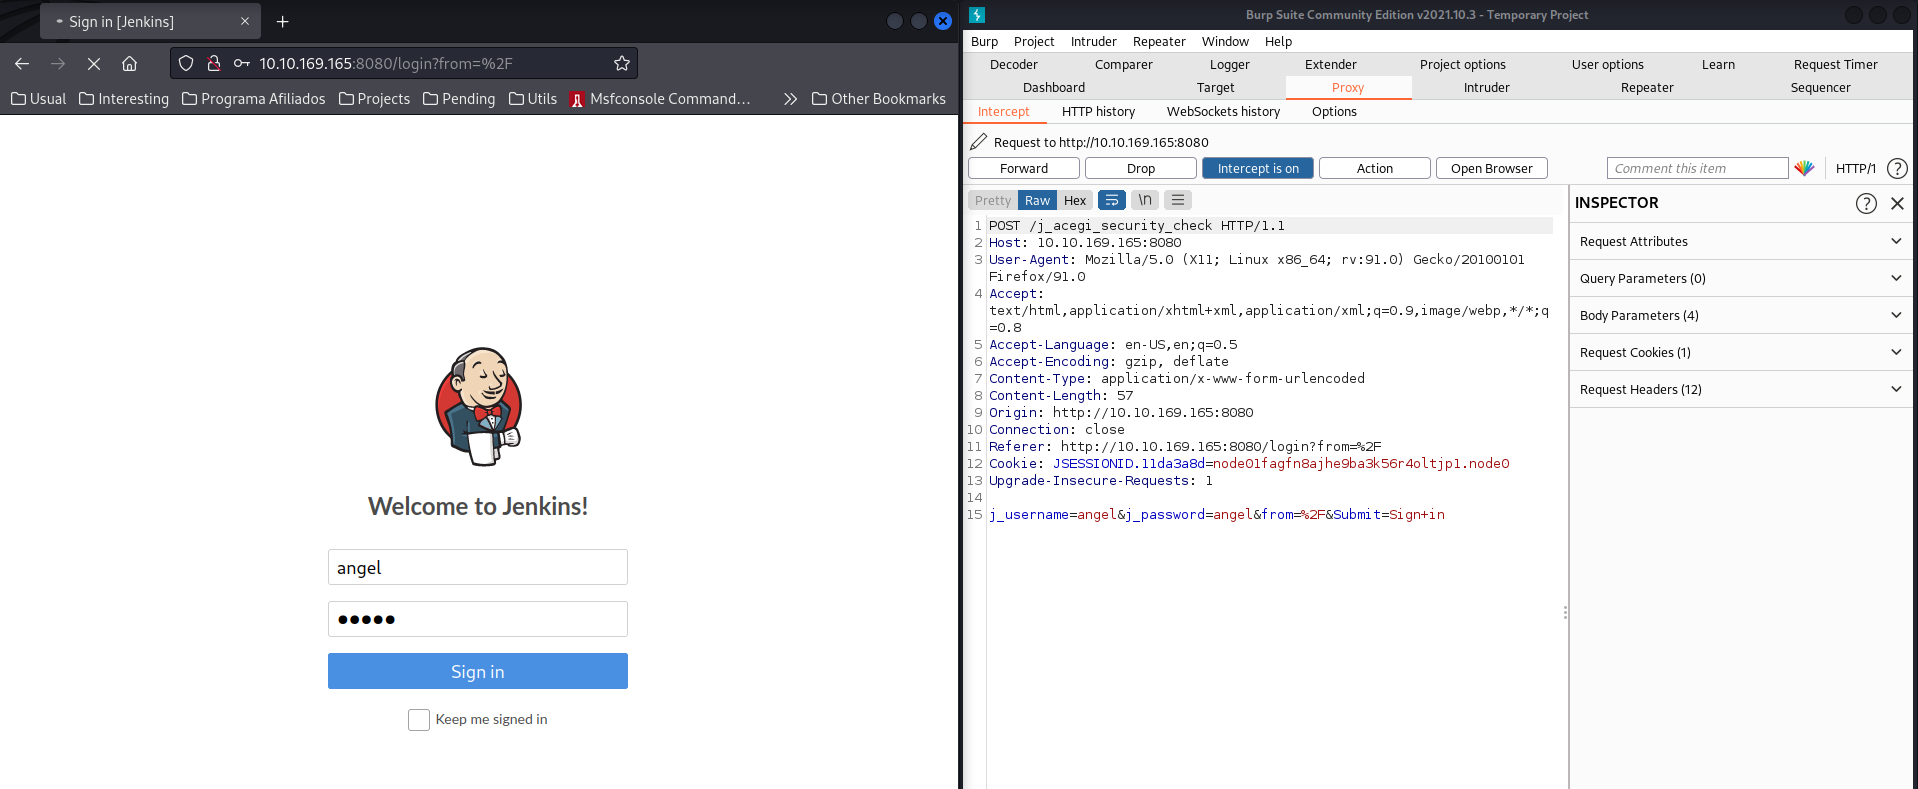 Sign in [Jenkins]
10.10.169.165:8080/login?from=%2F
Usual Interesting Programa Afiliados Projects Pending Utils Msfconsole Command... Other Bookmarks
Welcome to Jenkins!
angel
●●●●●
Sign in
Keep me signed in
Burp Suite Community Edition v2021.10.3 - Temporary Project
Burp Project Intruder Repeater Window Help
Decoder Comparer Logger Extender Project options User options Learn Request Timer
Dashboard Target Proxy Intruder Repeater Sequencer
Intercept HTTP history WebSockets history Options
Request to http://10.10.169.165:8080
Forward Drop Intercept is on Action Open Browser Comment this item HTTP/1 ?
Pretty Raw Hex \n
1 POST /j_acegi_security_check HTTP/1.1
2 Host: 10.10.169.165:8080
3 User-Agent: Mozilla/5.0 (X11; Linux x86_64; rv:91.0) Gecko/20100101
Firefox/91.0
4 Accept:
text/html,application/xhtml+xml,application/xml;q=0.9,image/webp,*/*;q
=0.8
5 Accept-Language: en-US,en;q=0.5
6 Accept-Encoding: gzip, deflate
7 Content-Type: application/x-www-form-urlencoded
8 Content-Length: 57
9 Origin: http://10.10.169.165:8080
10 Connection: close
11 Referer: http://10.10.169.165:8080/login?from=%2F
12 Cookie: JSESSIONID.11da3a8d=node01fagfn8ajhe9ba3k56r4oltjp1.node0
13 Upgrade-Insecure-Requests: 1
14
15 j_username=angel&j_password=angel&from=%2F&Submit=Sign+in
INSPECTOR ?
Request Attributes
Query Parameters (0)
Body Parameters (4)
Request Cookies (1)
Request Headers (12)